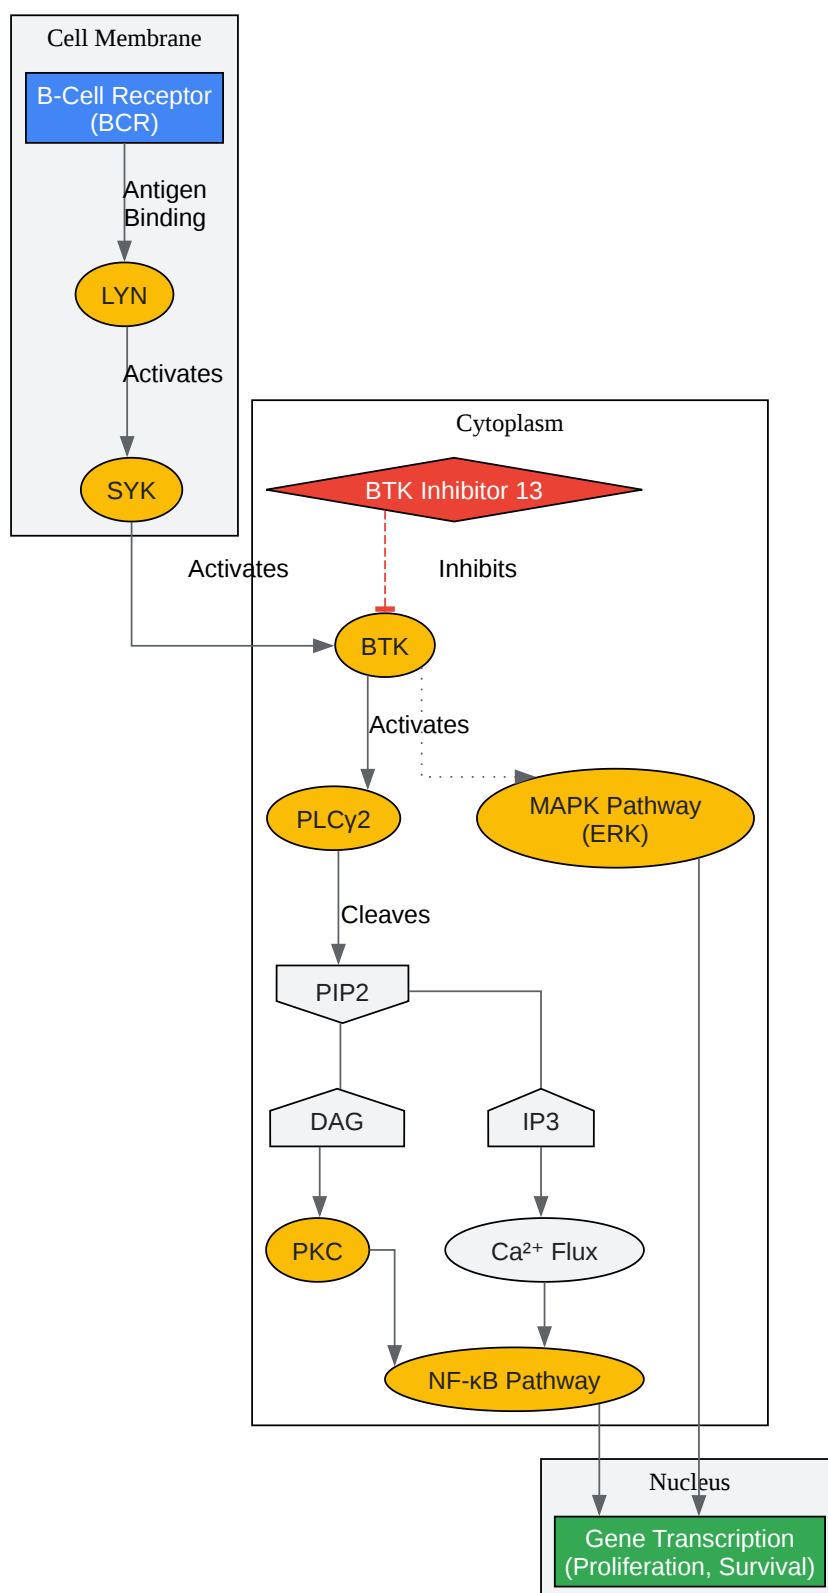 Cell Membrane
B-Cell Receptor
(BCR)
Antigen
Binding
LYN
Activates
SYK
Cytoplasm
BTK Inhibitor 13
Activates
Inhibits
BTK
Activates
PLCγ2
MAPK Pathway
(ERK)
Cleaves
PIP2
DAG
IP3
PKC
Ca²⁺ Flux
NF-κB Pathway
Nucleus
Gene Transcription
(Proliferation, Survival)